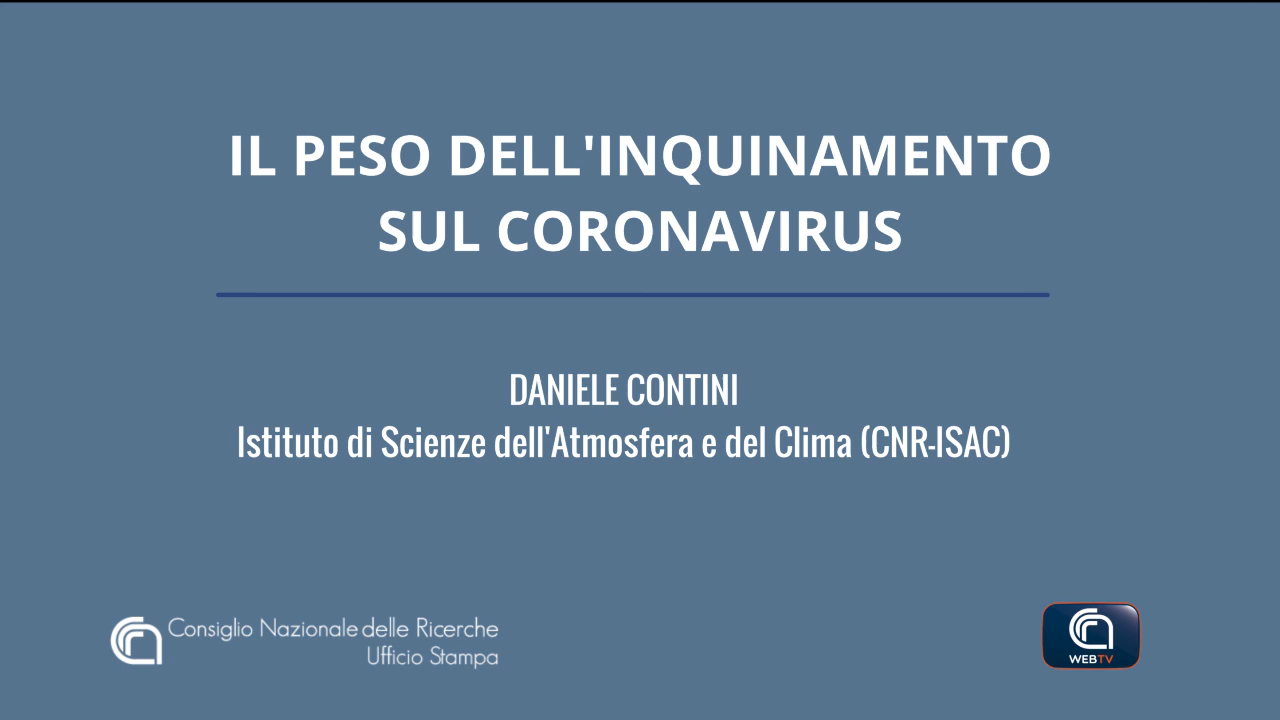 IL PESO DELL'INQUINAMENTO
SUL CORONAVIRUS
DANIELE CONTINI
Istituto di Scienze dell'Atmosfera e del Clima (CNR-ISAC)
Consiglio Nazionale delle Ricerche
Ufficio Stampa
WEBTV